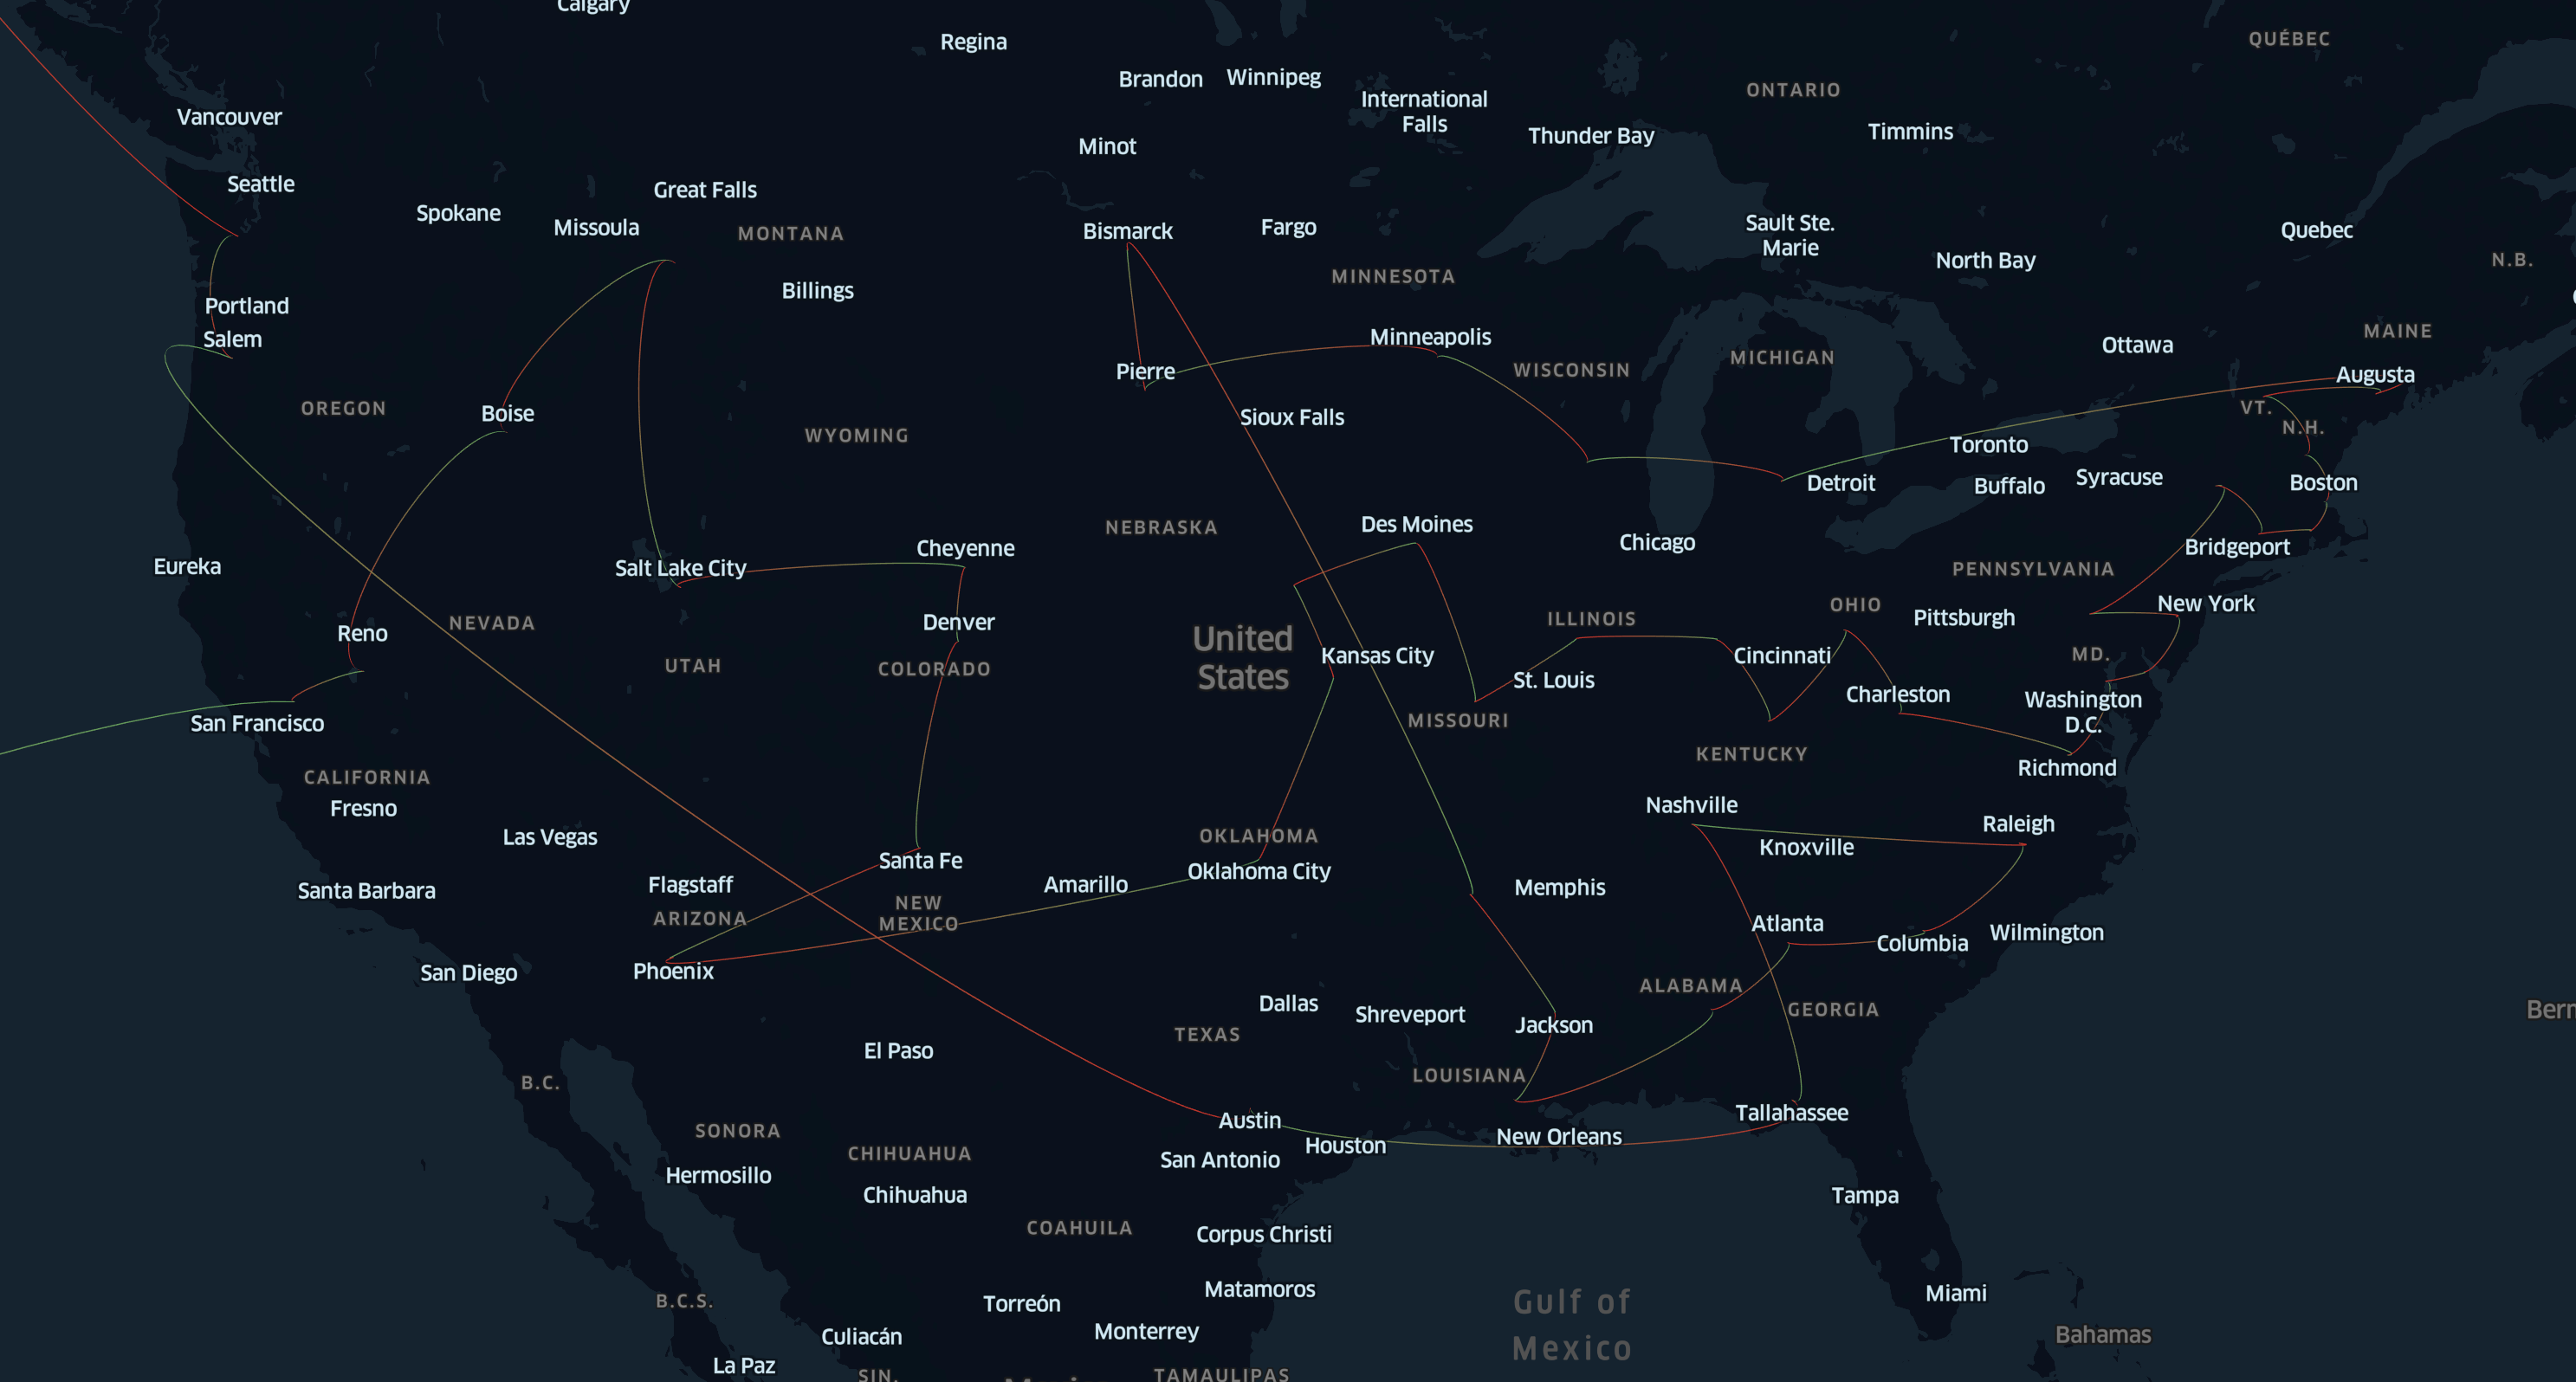 Calgary
Regina
QUÉBEC
Brandon
Winnipeg
ONTARIO
International
Falls
Vancouver
Thunder Bay
Timmins
Minot
Seattle
Great Falls
Spokane
Missoula
MONTANA
Bismarck
Fargo
Sault Ste.
Marie
Quebec
North Bay
N.B.
MINNESOTA
Billings
Portland
Salem
Minneapolis
MAINE
Ottawa
Pierre
WISCONSIN
MICHIGAN
Augusta
OREGON
Boise
Sioux Falls
VT.
N.H.
WYOMING
Toronto
Detroit
Buffalo
Syracuse
Boston
NEBRASKA
Des Moines
Chicago
Cheyenne
Bridgeport
Eureka
Salt Lake City
PENNSYLVANIA
OHIO
New York
Pittsburgh
ILLINOIS
NEVADA
Denver
Reno
United
States
Kansas City
Cincinnati
MD.
UTAH
COLORADO
St. Louis
Charleston
Washington
D.C.
San Francisco
MISSOURI
KENTUCKY
Richmond
CALIFORNIA
Fresno
Nashville
Raleigh
Las Vegas
OKLAHOMA
Knoxville
Santa Fe
Oklahoma City
Santa Barbara
Flagstaff
Amarillo
Memphis
NEW
MEXICO
ARIZONA
Atlanta
Columbia
Wilmington
San Diego
Phoenix
ALABAMA
Dallas
Shreveport
GEORGIA
Jackson
TEXAS
El Paso
LOUISIANA
B.C.
Austin
Tallahassee
SONORA
New Orleans
Houston
CHIHUAHUA
San Antonio
Hermosillo
Chihuahua
Tampa
COAHUILA
Corpus Christi
Matamoros
Miami
B.C.S.
Torreón
Gulf of
Mexico
Culiacán
Monterrey
Bahamas
La Paz
SIN.
TAMAULIPAS